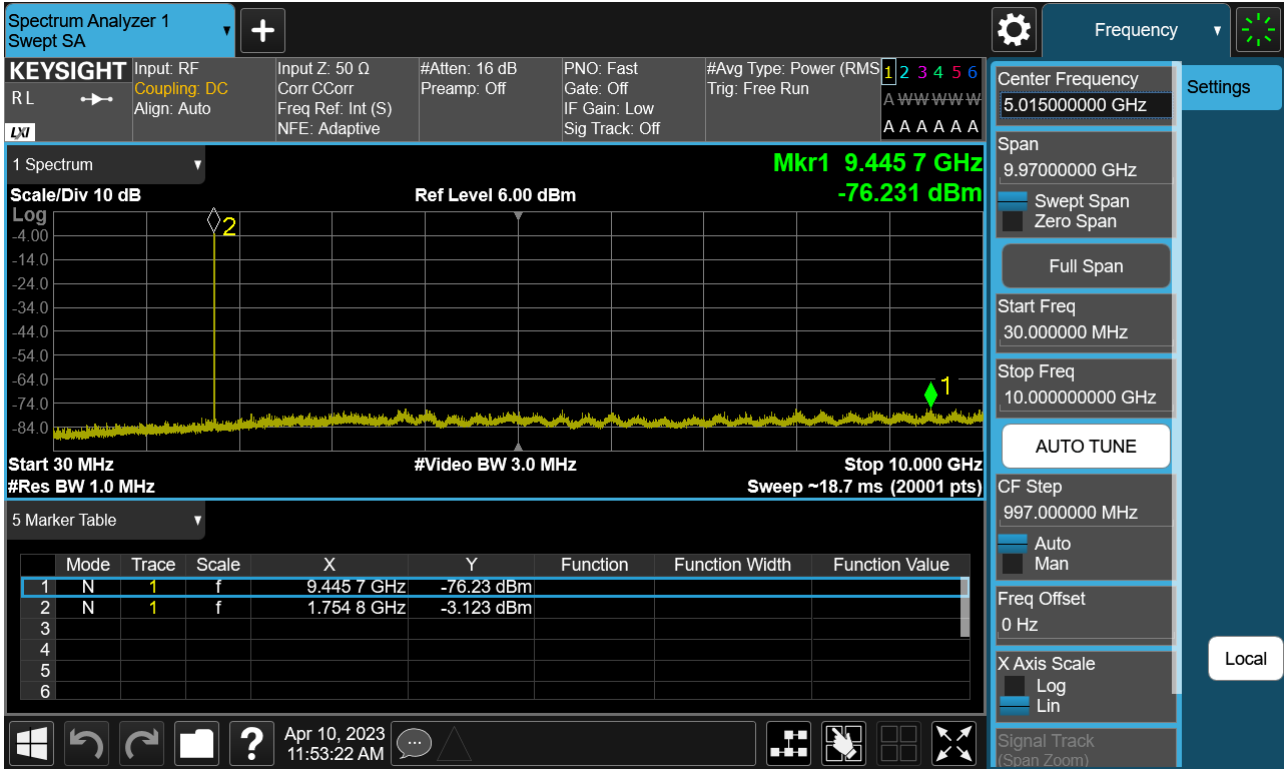 Spectrum Analyzer 1
Swept SA
+
Frequency
KEYSIGHT
R L
LXI
Input: RF
Coupling: DC
Align: Auto
Input Z: 50 Ω
Corr CCorr
Freq Ref: Int (S)
NFE: Adaptive
#Atten: 16 dB
Preamp: Off
PNO: Fast
Gate: Off
IF Gain: Low
Sig Track: Off
#Avg Type: Power (RMS
Trig: Free Run
1 2 3 4 5 6
A W W W W W
A A A A A A
1 Spectrum
Mkr1 9.445 7 GHz
-76.231 dBm
Scale/Div 10 dB
Ref Level 6.00 dBm
Log
-4.00
-14.0
-24.0
-34.0
-44.0
-54.0
-64.0
-74.0
-84.0
2
1
Start 30 MHz
#Video BW 3.0 MHz
Stop 10.000 GHz
#Res BW 1.0 MHz
Sweep ~18.7 ms (20001 pts)
5 Marker Table
Mode Trace Scale X Y Function Function Width Function Value
1 N 1 f 9.445 7 GHz -76.23 dBm
2 N 1 f 1.754 8 GHz -3.123 dBm
3
4
5
6
Apr 10, 2023
11:53:22 AM
?
Center Frequency
5.015000000 GHz
Span
9.97000000 GHz
Swept Span
Zero Span
Full Span
Start Freq
30.000000 MHz
Stop Freq
10.000000000 GHz
AUTO TUNE
CF Step
997.000000 MHz
Auto
Man
Freq Offset
0 Hz
X Axis Scale
Log
Lin
Signal Track
(Span Zoom)
Settings
Local